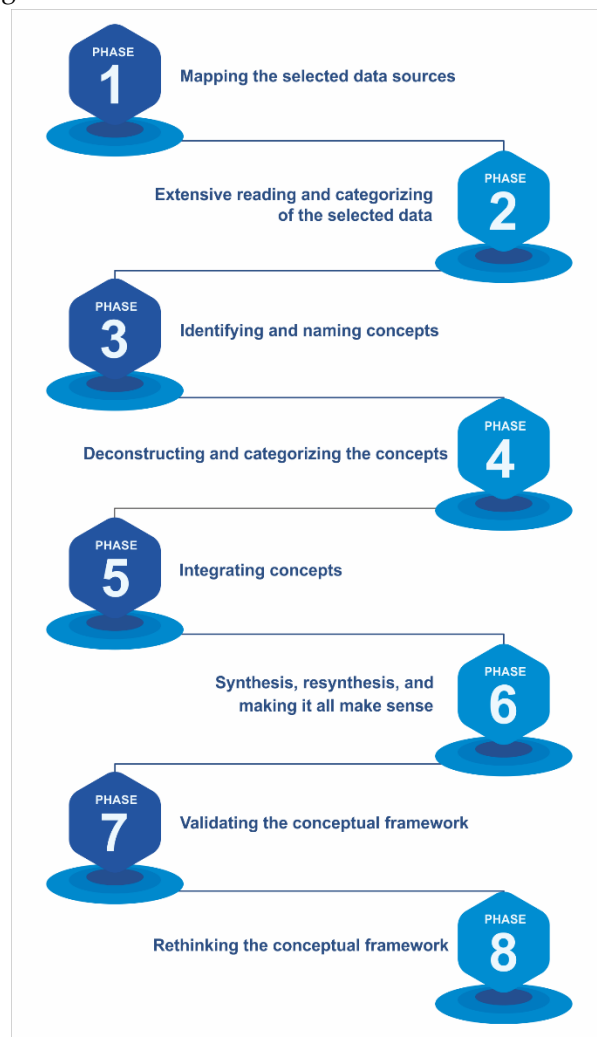 PHASE
1
Mapping the selected data sources
PHASE
2
Extensive reading and categorizing
of the selected data
PHASE
3
Identifying and naming concepts
PHASE
4
Deconstructing and categorizing the concepts
PHASE
5
Integrating concepts
PHASE
6
Synthesis, resynthesis, and
making it all make sense
PHASE
7
Validating the conceptual framework
PHASE
8
Rethinking the conceptual framework